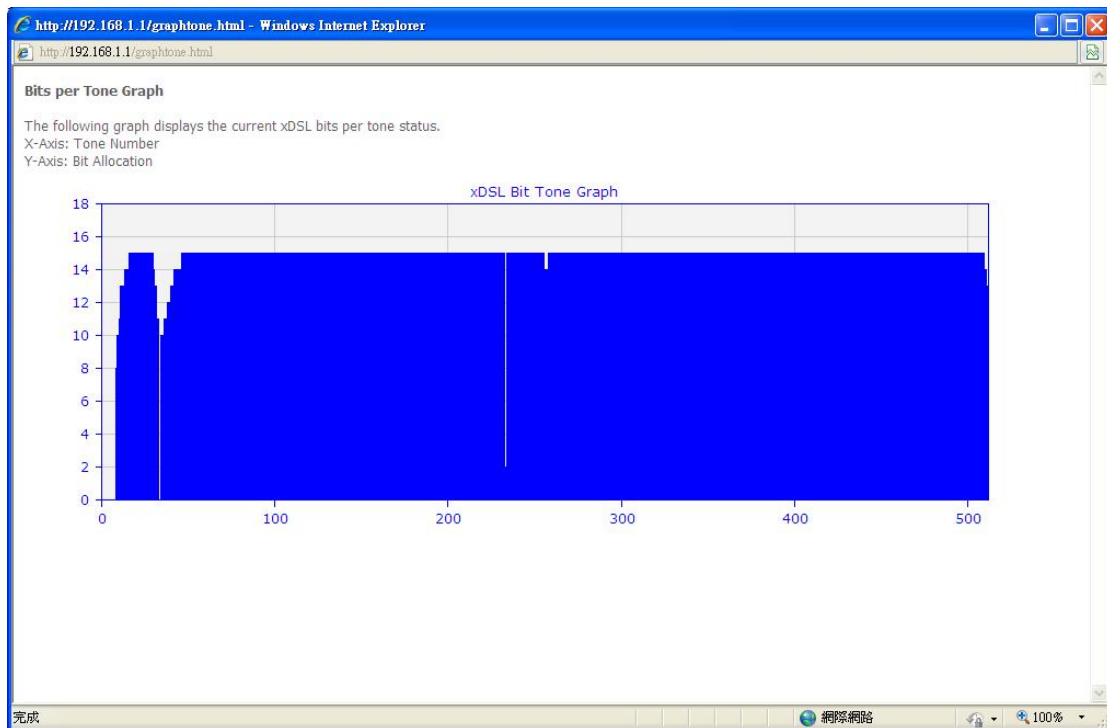 http://192.168.1.1/graphtone.html - Windows Internet Explorer
http://192.168.1.1/graphtone.html
Bits per Tone Graph
The following graph displays the current xDSL bits per tone status.
X-Axis: Tone Number
Y-Axis: Bit Allocation
xDSL Bit Tone Graph
18
16
14
12
10
8
6
4
2
0
0 100 200 300 400 500
完成 網際網路 100%